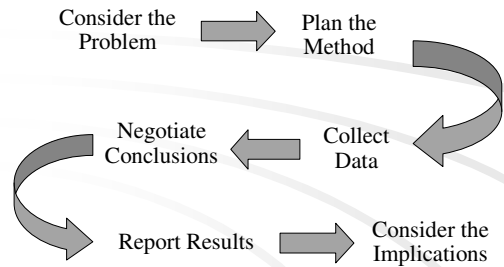 Consider the
Problem
Plan the
Method
Collect
Data
Negotiate
Conclusions
Report Results
Consider the
Implications